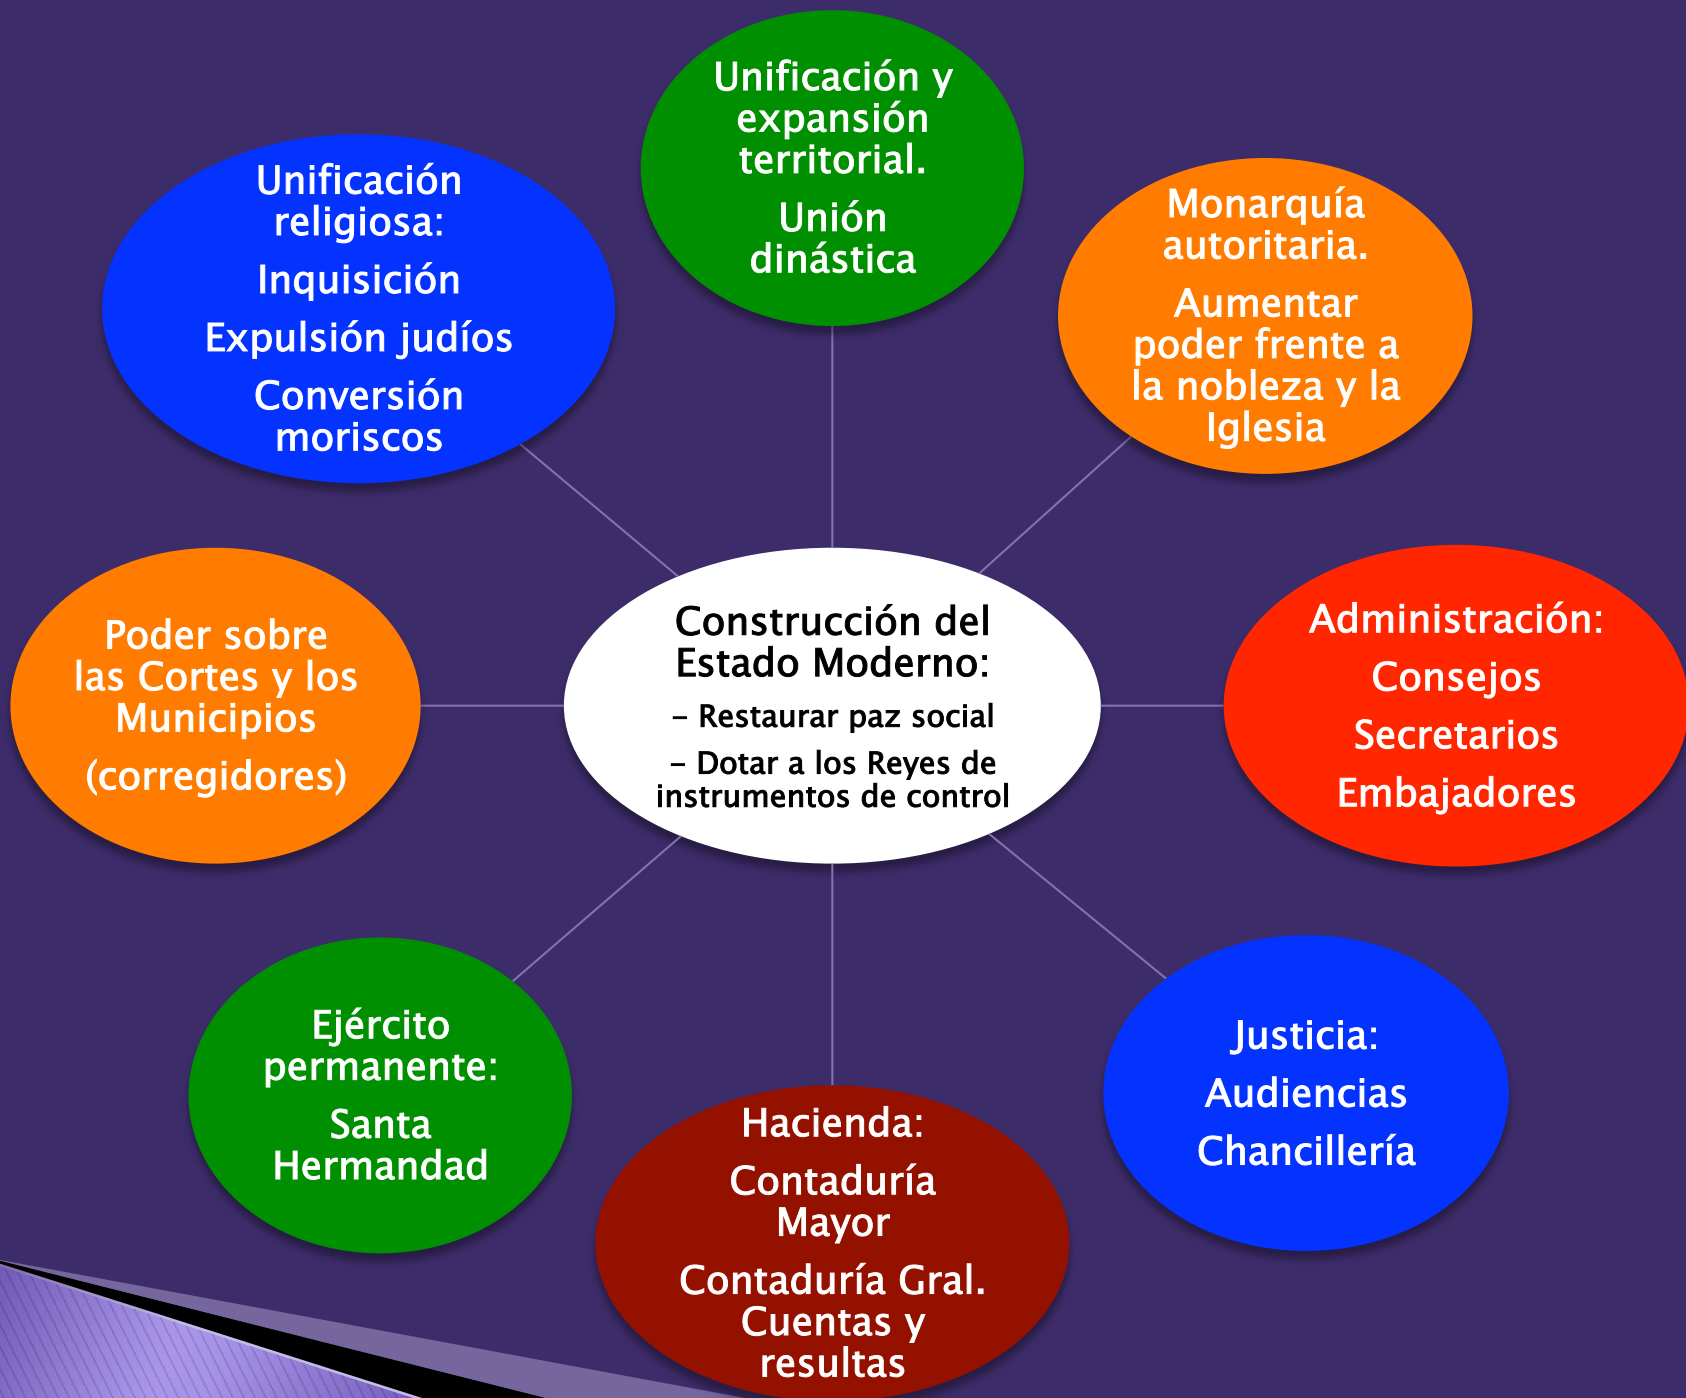 Unificación y
expansión
territorial.
Unión
dinástica
Monarquía
autoritaria.
Aumentar
poder frente a
la nobleza y la
Iglesia
Administración:
Consejos
Secretarios
Embajadores
Justicia:
Audiencias
Chancillería
Hacienda:
Contaduría
Mayor
Contaduría Gral.
Cuentas y
resultas
Ejército
permanente:
Santa
Hermandad
Poder sobre
las Cortes y los
Municipios
(corregidores)
Unificación
religiosa:
Inquisición
Expulsión judíos
Conversión
moriscos
Construcción del
Estado Moderno:
- Restaurar paz social
- Dotar a los Reyes de
instrumentos de control